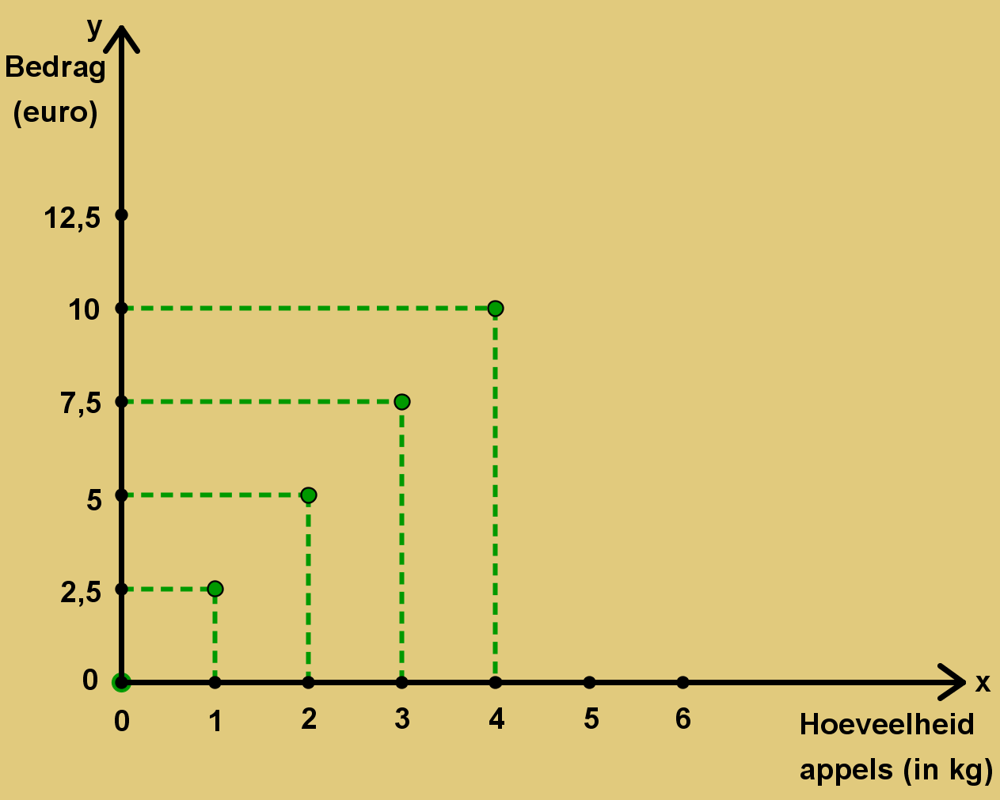 y
Bedrag
(euro)
12,5
10
7,5
5
2,5
0
0 1 2 3 4 5 6
x
Hoeveelheid
appels (in kg)